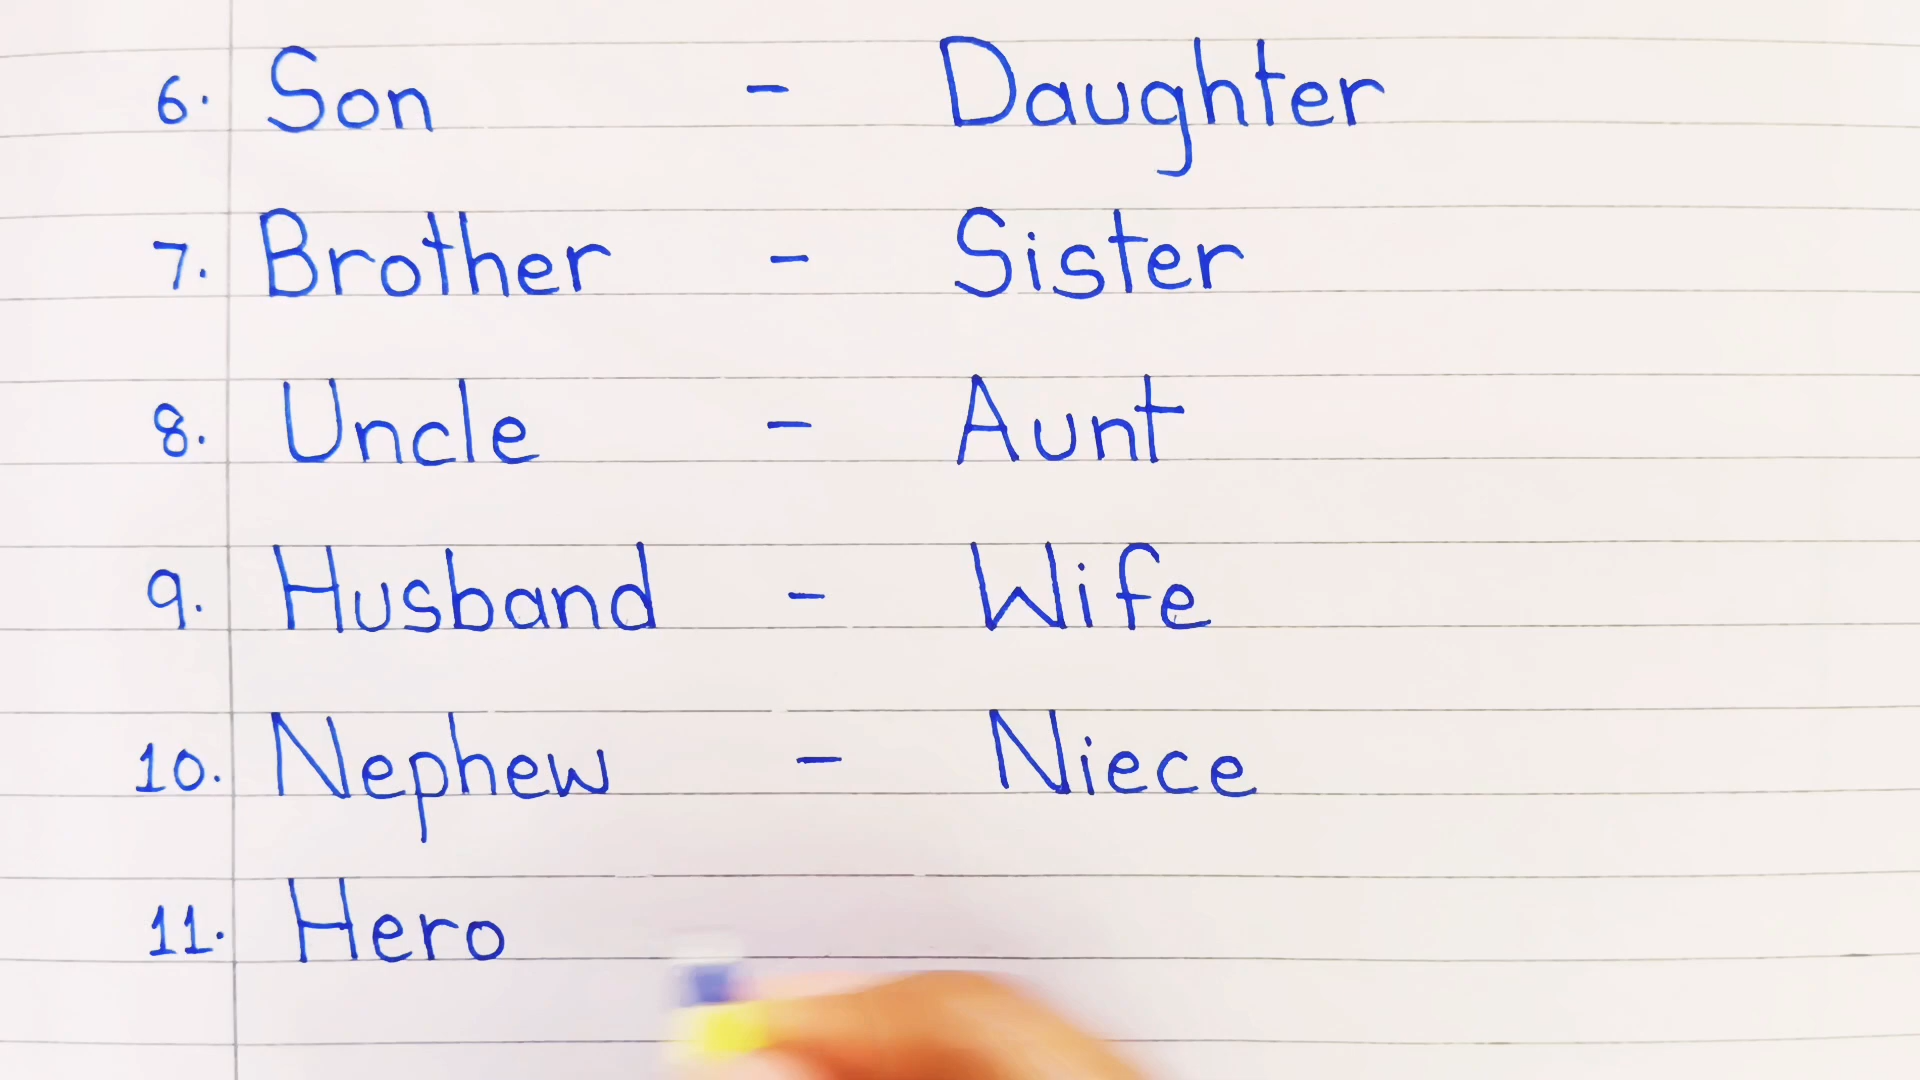 6. Son - Daughter
7. Brother - Sister
8. Uncle - Aunt
9. Husband - Wife
10. Nephew - Niece
11. Hero